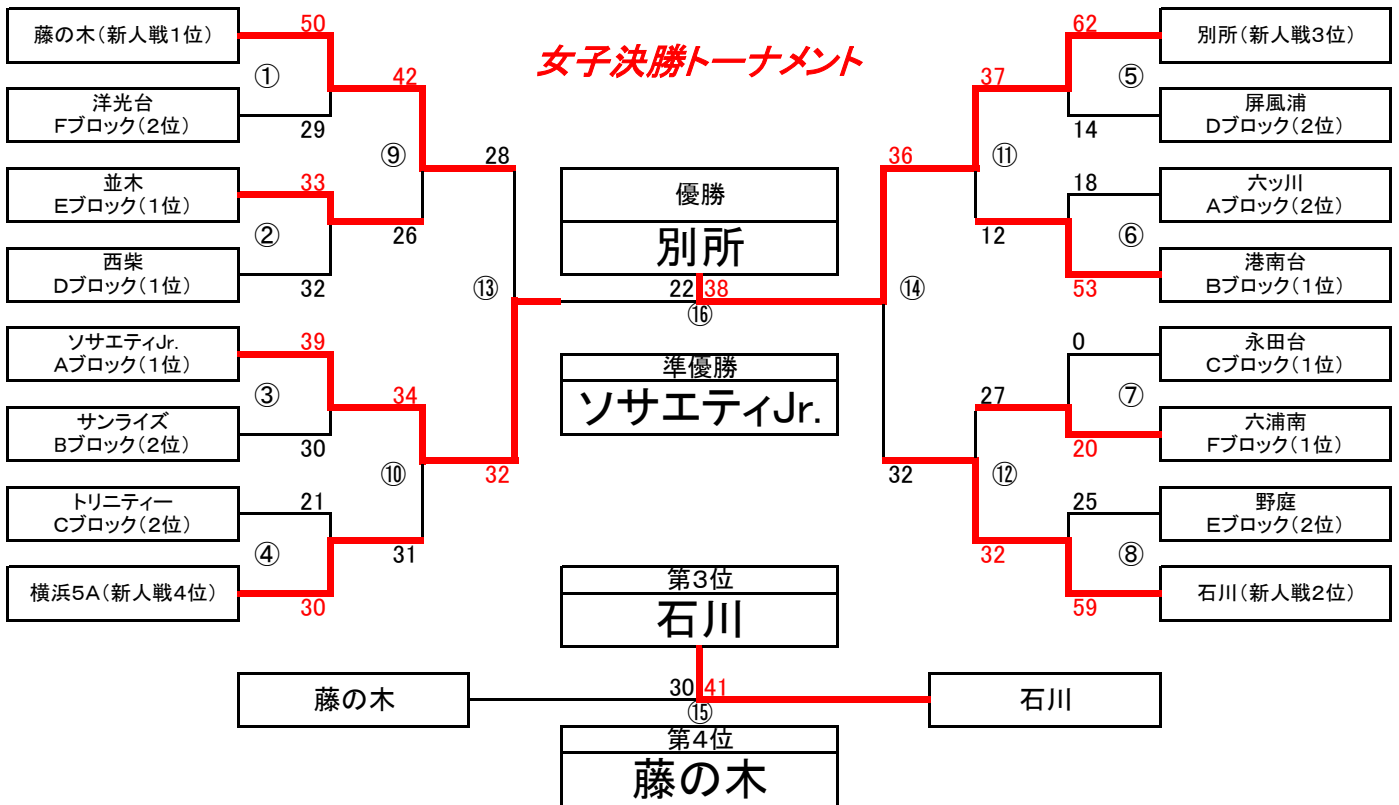 女子決勝トーナメント
藤の木(新人戦1位)
50
①
洋光台
Fブロック(2位)
29
42
⑨
並木
Eブロック(1位)
33
②
西柴
Dブロック(1位)
32
26
28
⑬
ソサエティJr.
Aブロック(1位)
39
③
サンライズ
Bブロック(2位)
30
34
⑩
トリニティー
Cブロック(2位)
21
④
横浜5A(新人戦4位)
30
31
32
優勝
別所
22
38
⑯
準優勝
ソサエティJr.
62
別所(新人戦3位)
⑤
屏風浦
Dブロック(2位)
14
37
⑪
18
六ッ川
Aブロック(2位)
⑥
港南台
Bブロック(1位)
53
12
36
⑭
0
永田台
Cブロック(1位)
⑦
六浦南
Fブロック(1位)
20
27
⑫
25
野庭
Eブロック(2位)
⑧
石川(新人戦2位)
59
32
32
第3位
石川
藤の木
30
41
⑮
石川
第4位
藤の木